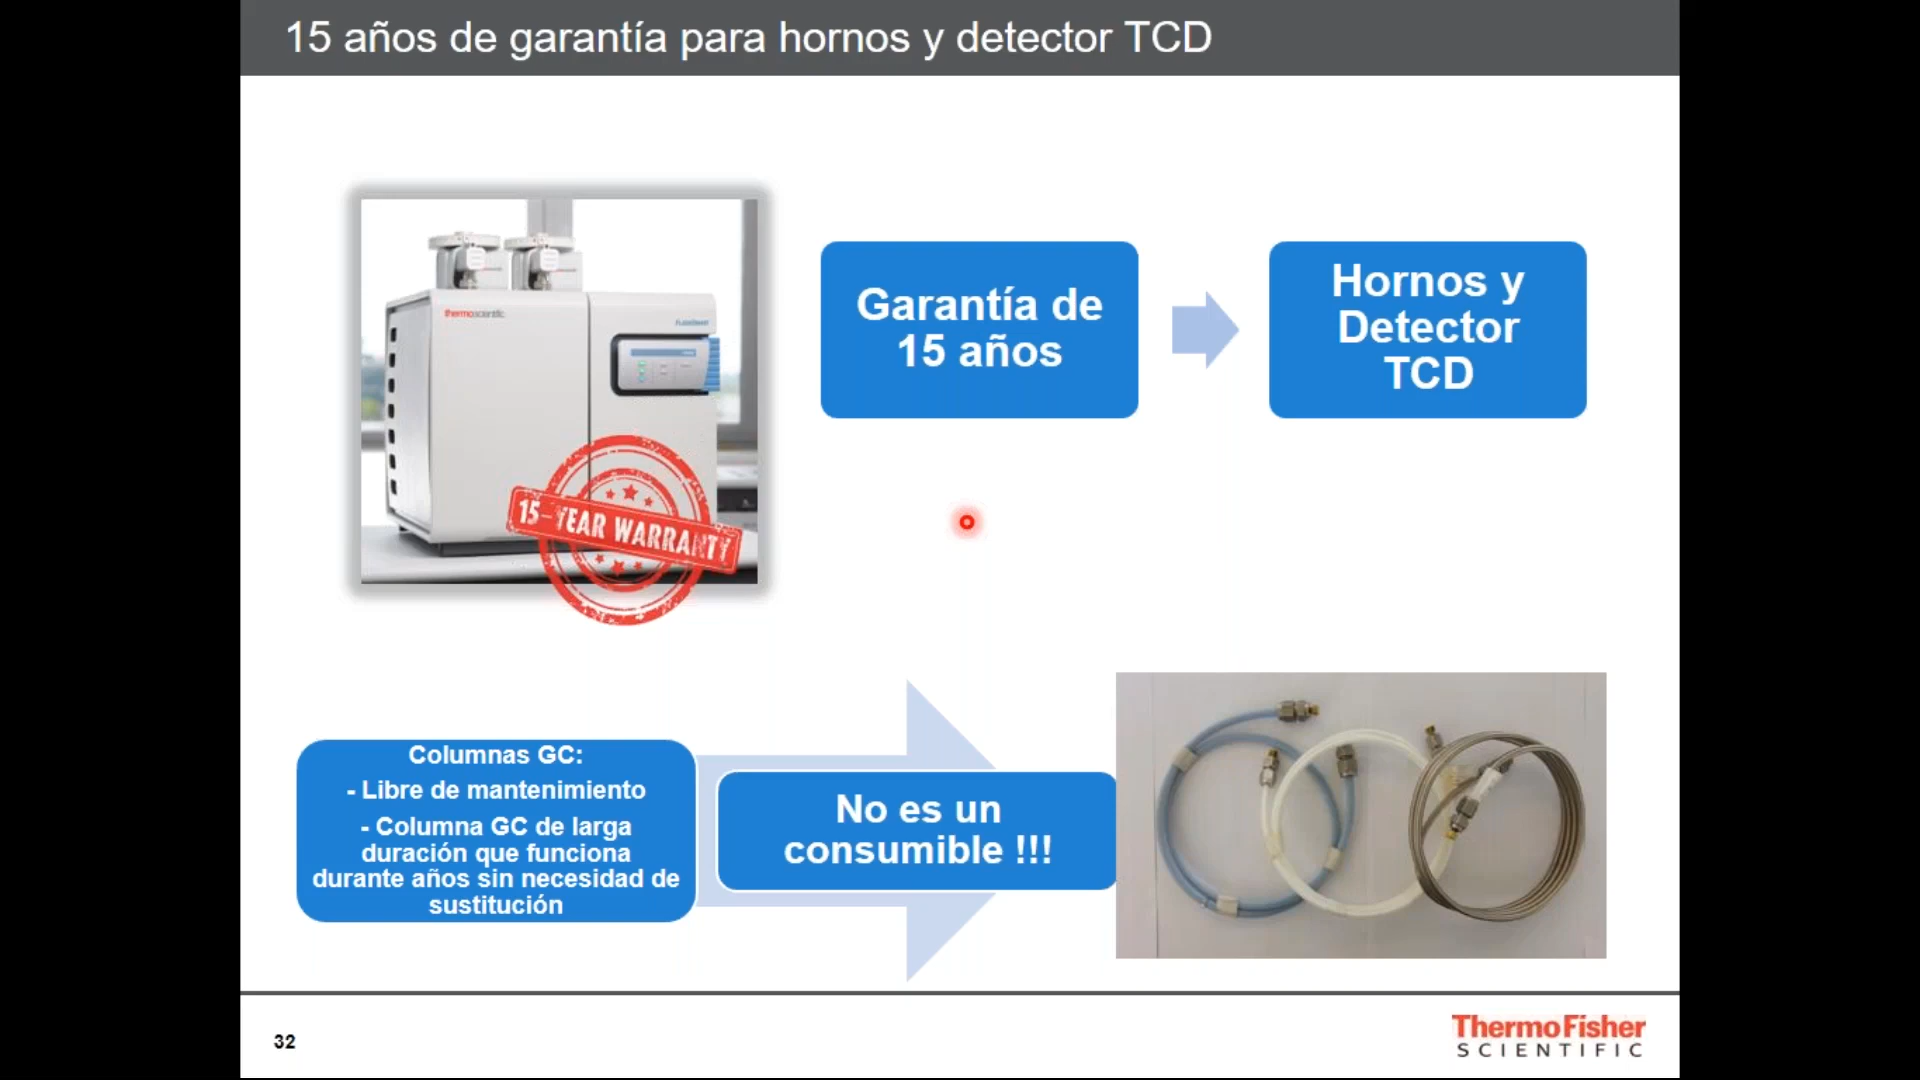 15 años de garantía para hornos y detector TCD
thermoscientific
15-YEAR WARRANTY
Garantía de
15 años
Hornos y
Detector
TCD
Columnas GC:
- Libre de mantenimiento
- Columna GC de larga
duración que funciona
durante años sin necesidad de
sustitución
No es un
consumible !!!
32
ThermoFisher
SCIENTIFIC